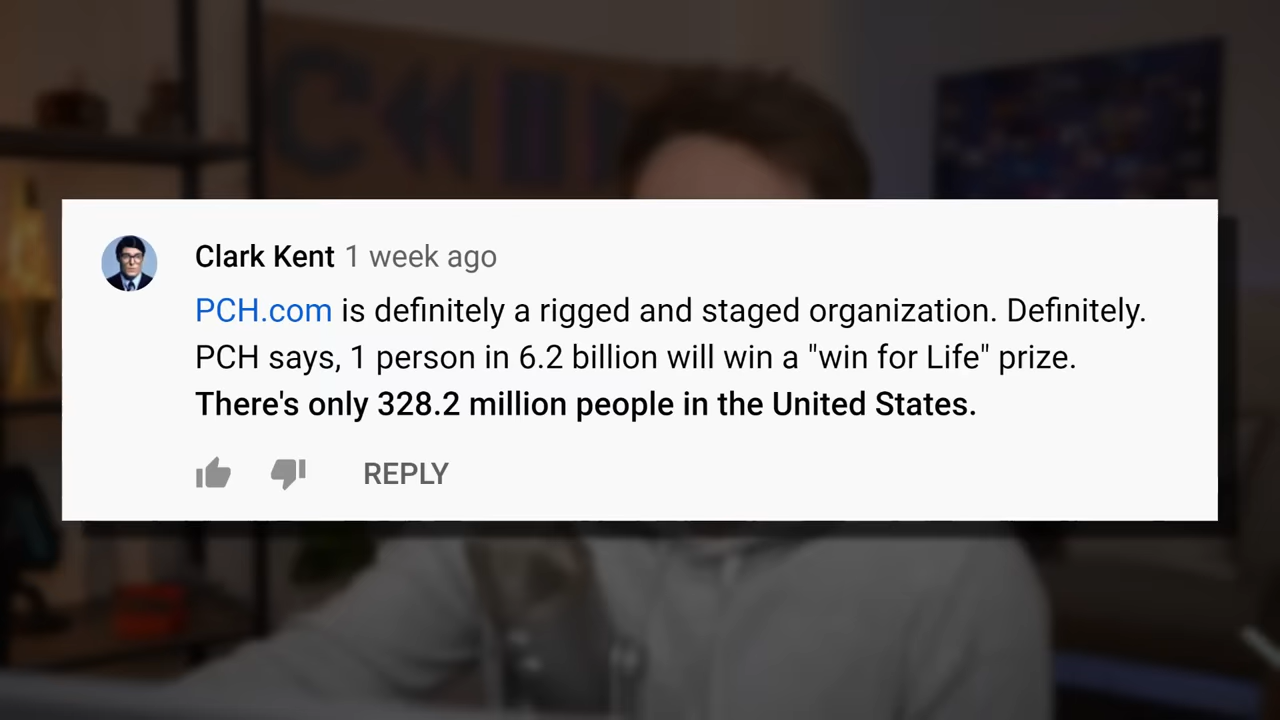 Clark Kent 1 week ago
PCH.com is definitely a rigged and staged organization. Definitely.
PCH says, 1 person in 6.2 billion will win a "win for Life" prize.
There's only 328.2 million people in the United States.
REPLY